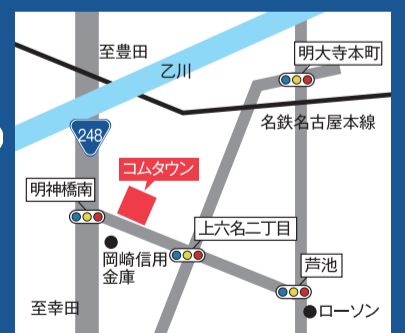 至豊田
明大寺本町
乙川
名鉄名古屋本線
248
コムタウン
明神橋南
上六名二丁目
岡崎信用
金庫
芦池
至幸田
ローソン